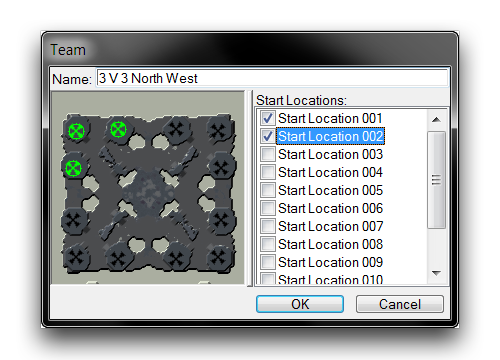 Team
Name: 3 V 3 North West
Start Locations:
Start Location 001
Start Location 002
Start Location 003
Start Location 004
Start Location 005
Start Location 006
Start Location 007
Start Location 008
Start Location 009
Start Location 010
OK Cancel